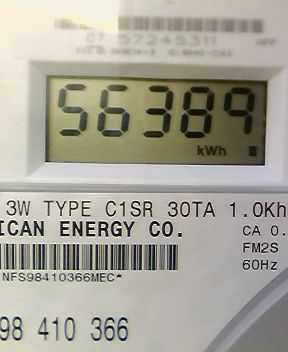 07 57245311
56389
kWh
3W TYPE C1SR 30TA 1.0Kh
ICAN ENERGY CO.
CA 0.
FM2S
60Hz
NFS98410366MEC*
98 410 366